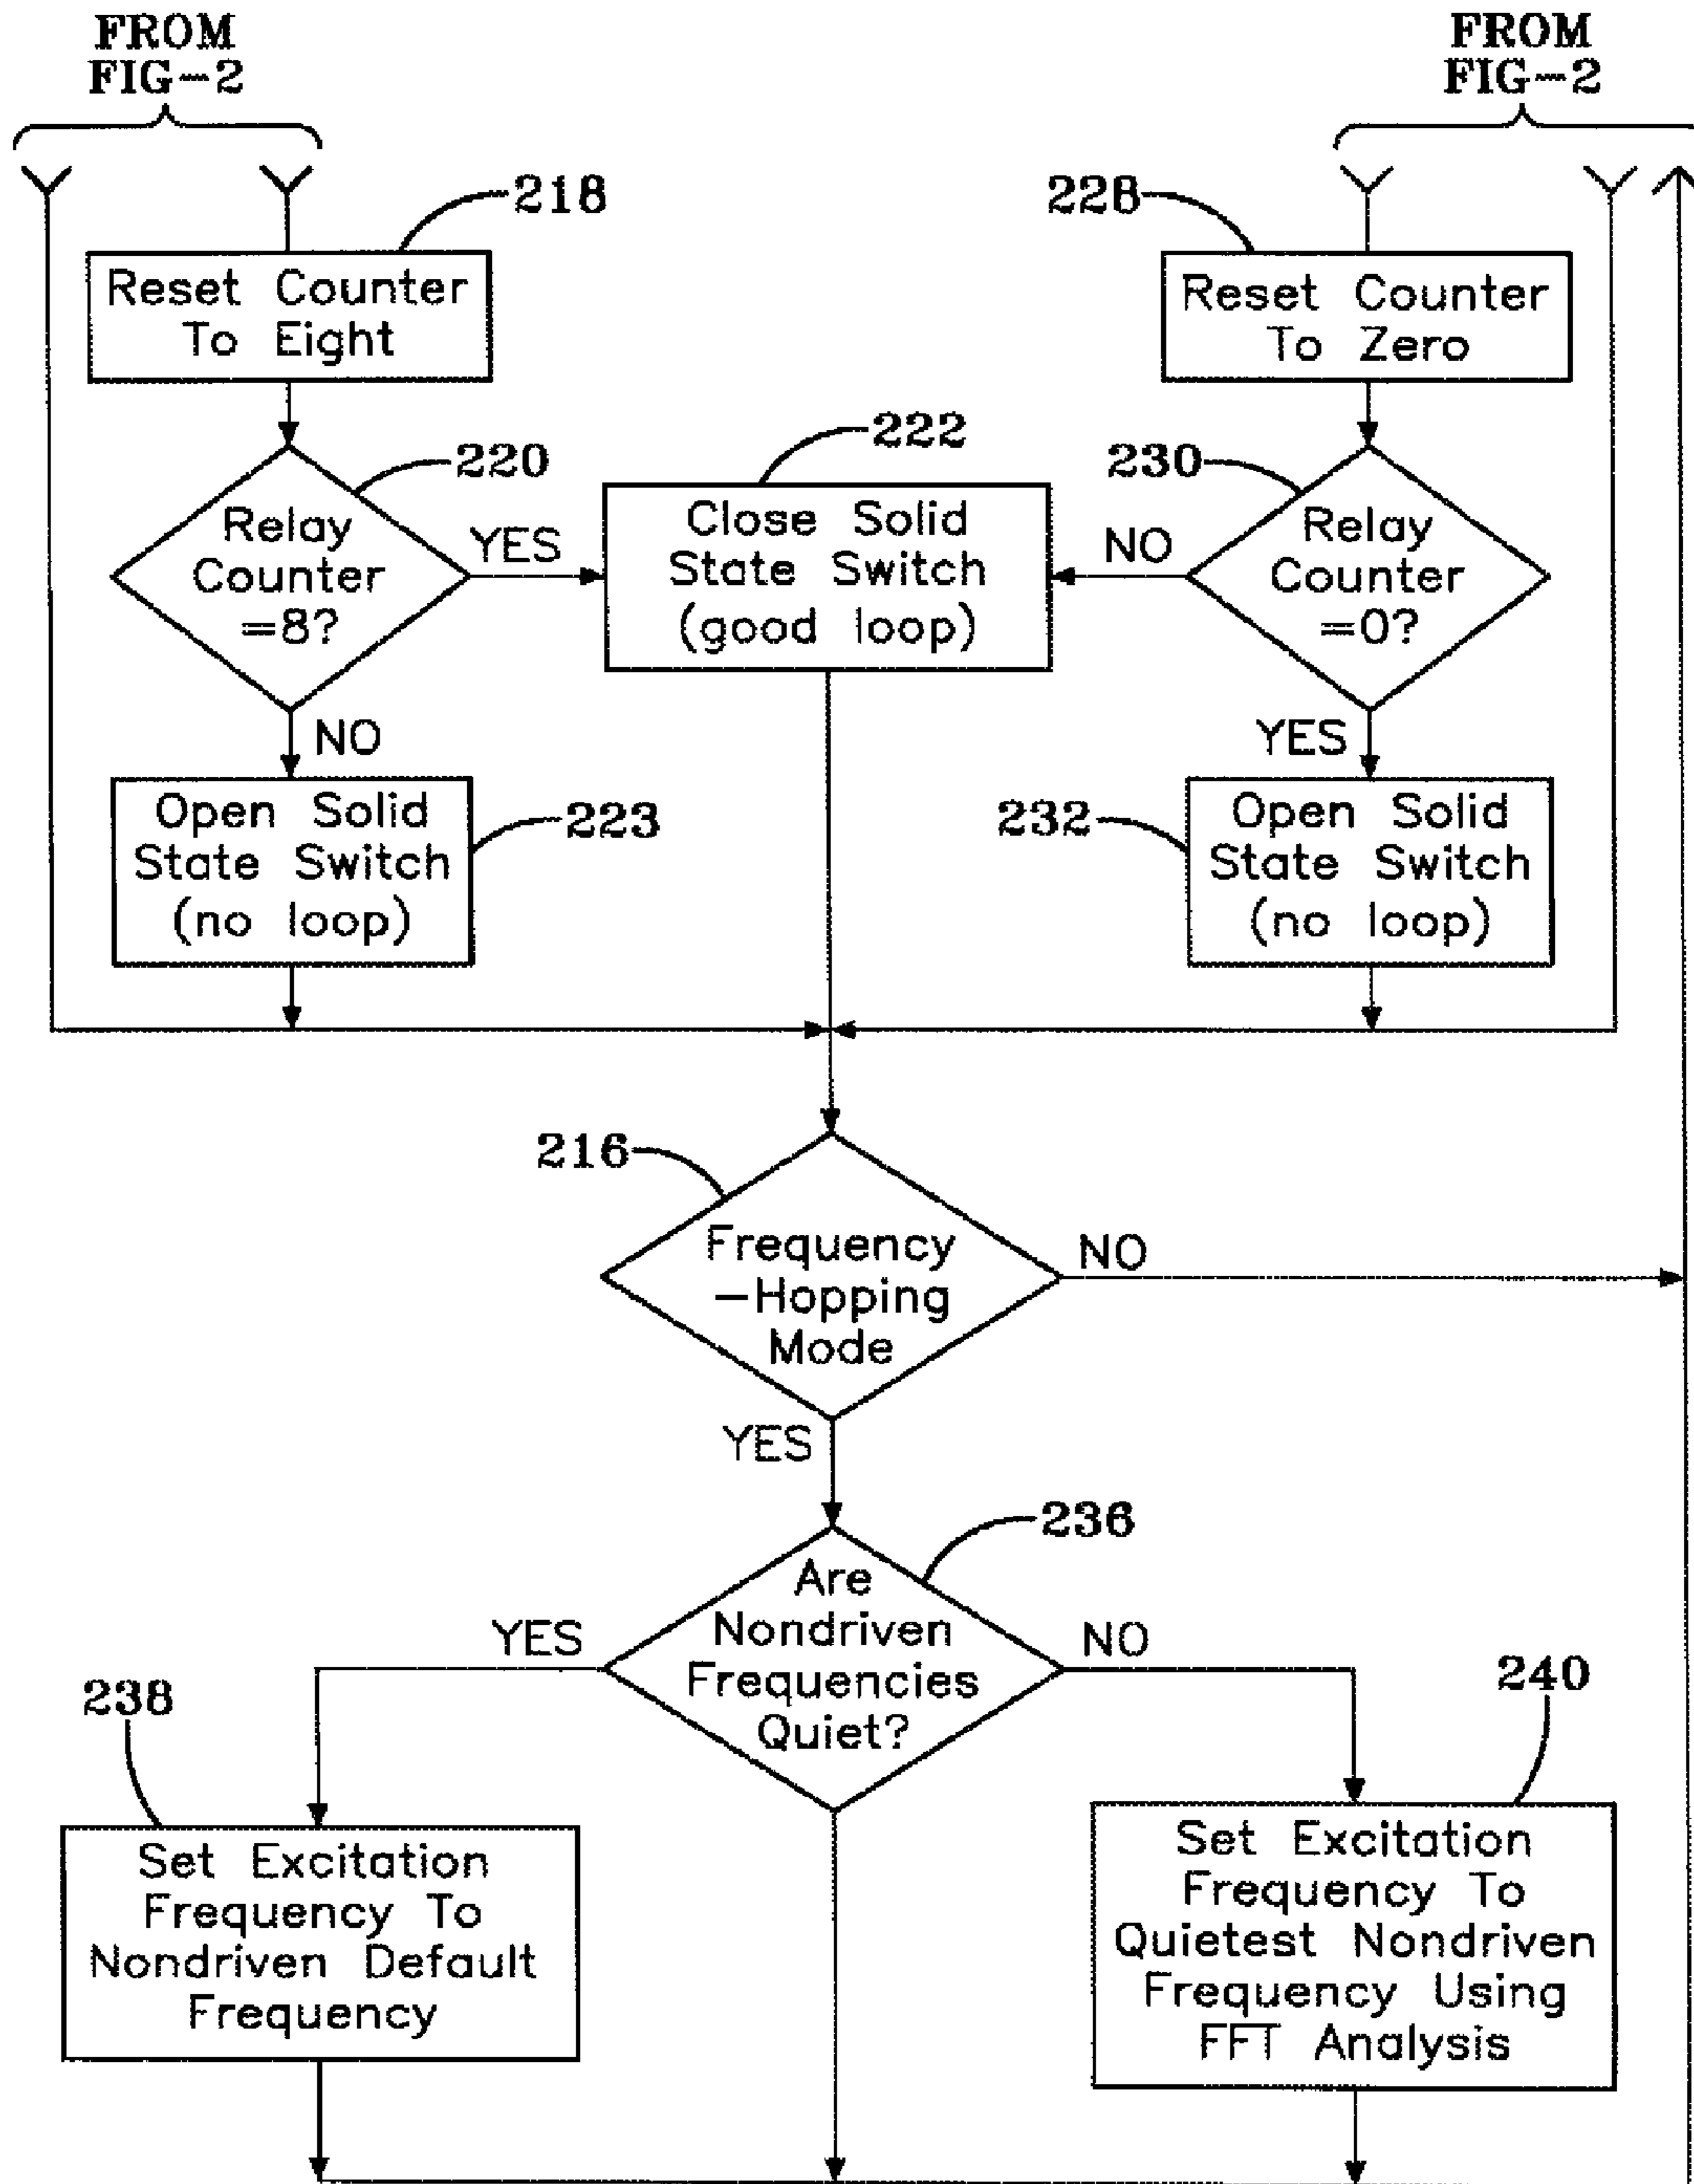 FROM
FIG-2
FROM
FIG-2
218
228
Reset Counter
To Eight
Reset Counter
To Zero
222
220
230
Relay
Counter
=8?
YES
Close Solid
State Switch
(good loop)
NO
Relay
Counter
=0?
NO
YES
Open Solid
State Switch
(no loop)
223
232
Open Solid
State Switch
(no loop)
216
Frequency
-Hopping
Mode
NO
YES
236
Are
Nondriven
Frequencies
Quiet?
YES
NO
238
240
Set Excitation
Frequency To
Nondriven Default
Frequency
Set Excitation
Frequency To
Quietest Nondriven
Frequency Using
FFT Analysis